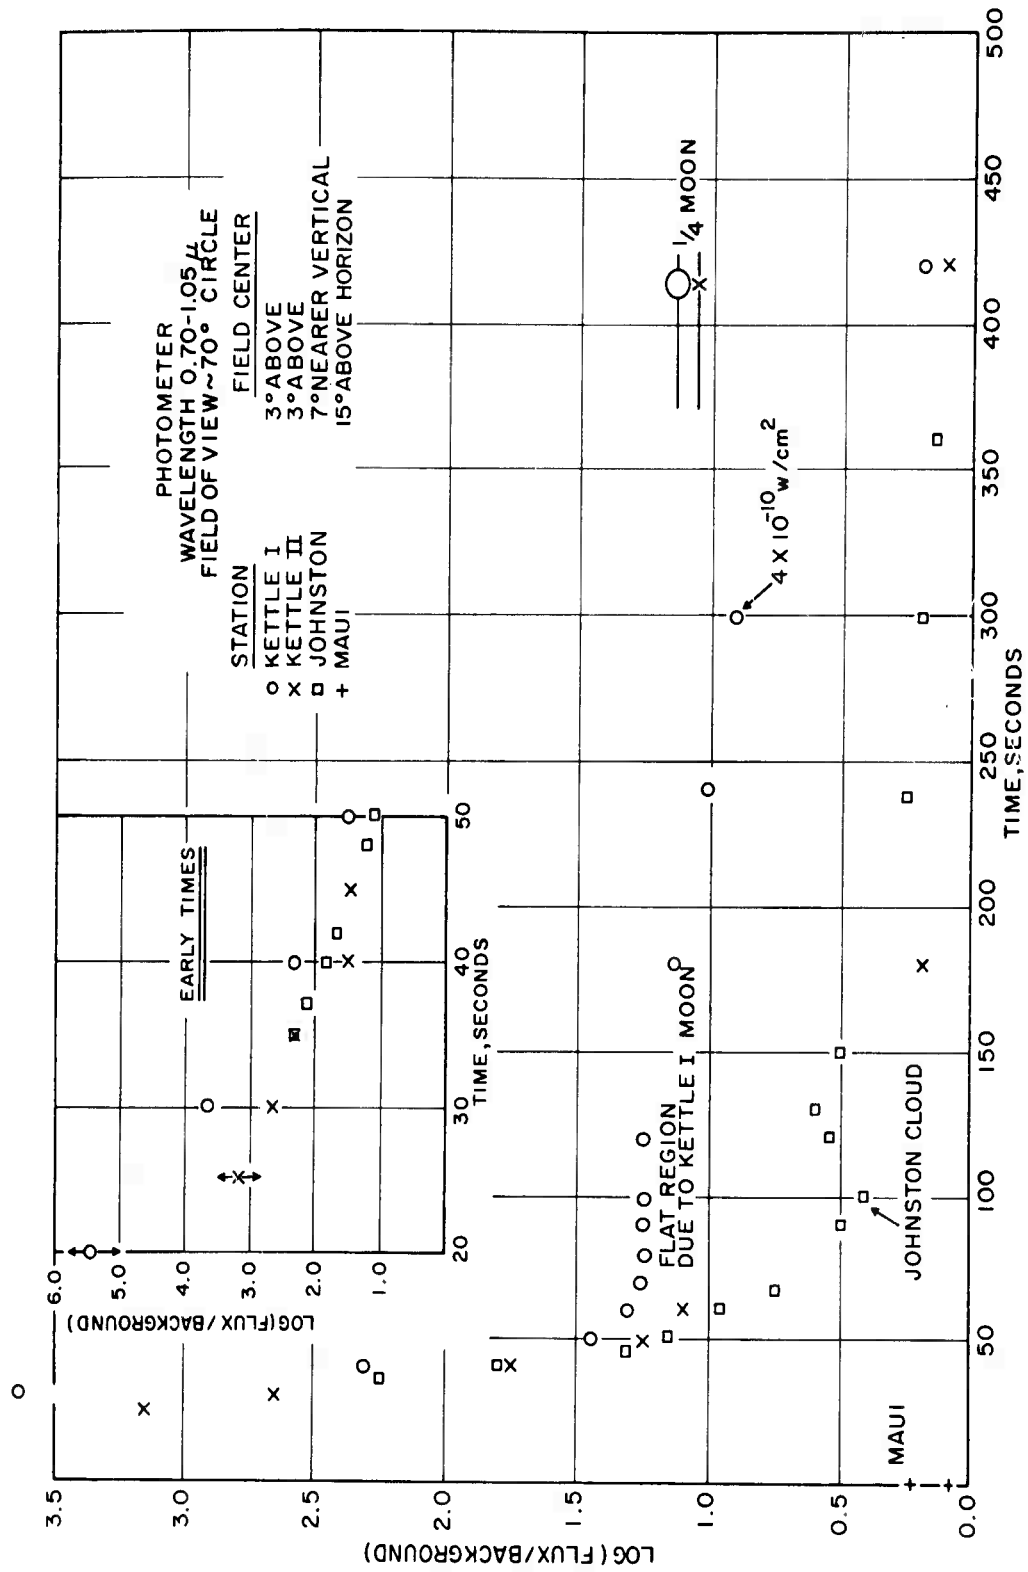 PHOTOMETER
WAVELENGTH 0.70-1.05 μ
FIELD OF VIEW ~70° CIRCLE
STATION FIELD CENTER
○ KETTLE I 3° ABOVE
× KETTLE II 3° ABOVE
□ JOHNSTON 7° NEARER VERTICAL
+ MAUI 15° ABOVE HORIZON
EARLY TIMES
LOG (FLUX/BACKGROUND)
6.0
5.0
4.0
3.0
2.0
1.0
20 30 40 50
TIME, SECONDS
1/4 MOON
4 X 10⁻¹⁰ w/cm²
FLAT REGION
DUE TO KETTLE I MOON
JOHNSTON CLOUD
MAUI
LOG (FLUX/BACKGROUND)
3.5
3.0
2.5
2.0
1.5
1.0
0.5
0.0
50 100 150 200 250 300 350 400 450 500
TIME, SECONDS